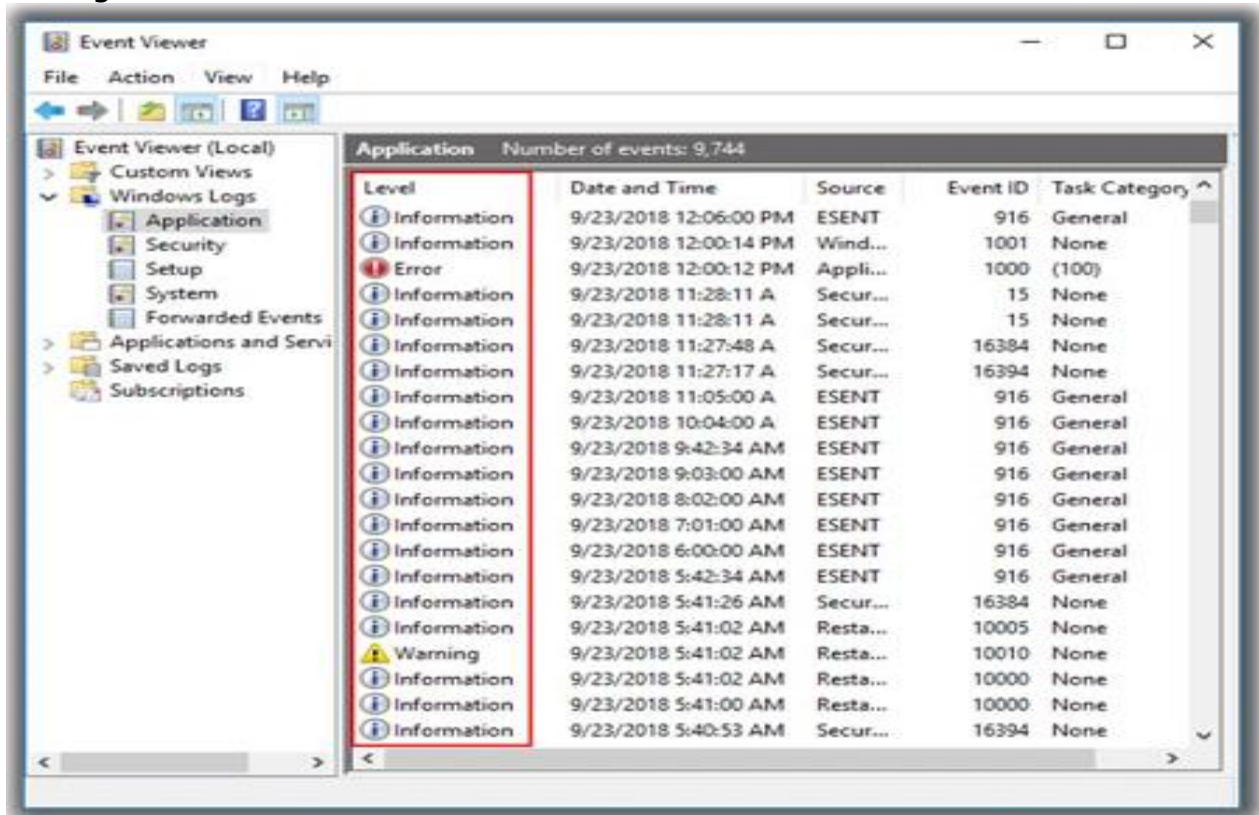 Event Viewer
File Action View Help
Event Viewer (Local)
Custom Views
Windows Logs
Application
Security
Setup
System
Forwarded Events
Applications and Servi
Saved Logs
Subscriptions
Application Number of events: 9,744
Level Date and Time Source Event ID Task Category
Information 9/23/2018 12:06:00 PM ESENT 916 General
Information 9/23/2018 12:00:14 PM Wind... 1001 None
Error 9/23/2018 12:00:12 PM Appli... 1000 (100)
Information 9/23/2018 11:28:11 A Secur... 15 None
Information 9/23/2018 11:28:11 A Secur... 15 None
Information 9/23/2018 11:27:48 A Secur... 16384 None
Information 9/23/2018 11:27:17 A Secur... 16394 None
Information 9/23/2018 11:05:00 A ESENT 916 General
Information 9/23/2018 10:04:00 A ESENT 916 General
Information 9/23/2018 9:42:34 AM ESENT 916 General
Information 9/23/2018 9:03:00 AM ESENT 916 General
Information 9/23/2018 8:02:00 AM ESENT 916 General
Information 9/23/2018 7:01:00 AM ESENT 916 General
Information 9/23/2018 6:00:00 AM ESENT 916 General
Information 9/23/2018 5:42:34 AM ESENT 916 General
Information 9/23/2018 5:41:26 AM Secur... 16384 None
Information 9/23/2018 5:41:02 AM Resta... 10005 None
Warning 9/23/2018 5:41:02 AM Resta... 10010 None
Information 9/23/2018 5:41:02 AM Resta... 10000 None
Information 9/23/2018 5:41:00 AM Resta... 10000 None
Information 9/23/2018 5:40:53 AM Secur... 16394 None